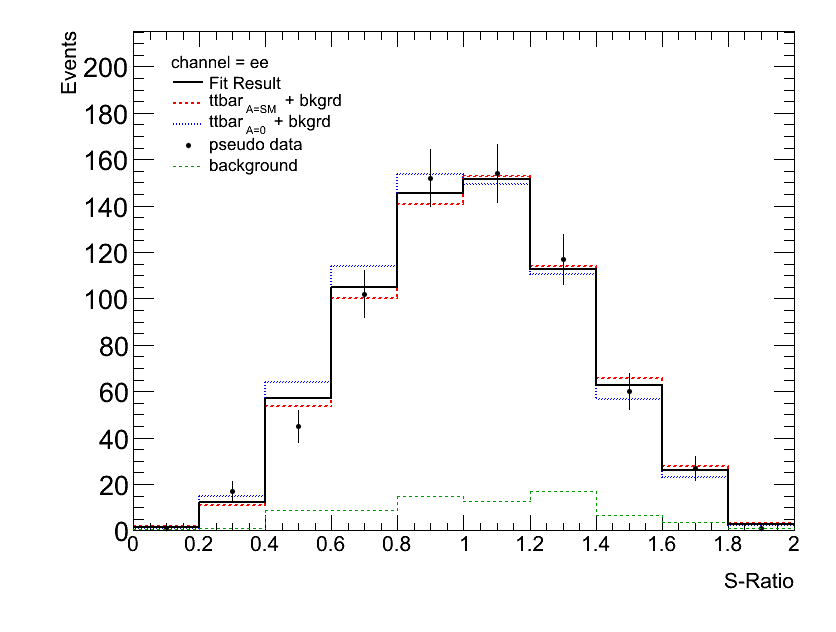 Events
200
180
160
140
120
100
80
60
40
20
0
channel = ee
Fit Result
ttbar A=SM + bkgrd
ttbar A=0 + bkgrd
pseudo data
background
0 0.2 0.4 0.6 0.8 1 1.2 1.4 1.6 1.8 2
S-Ratio